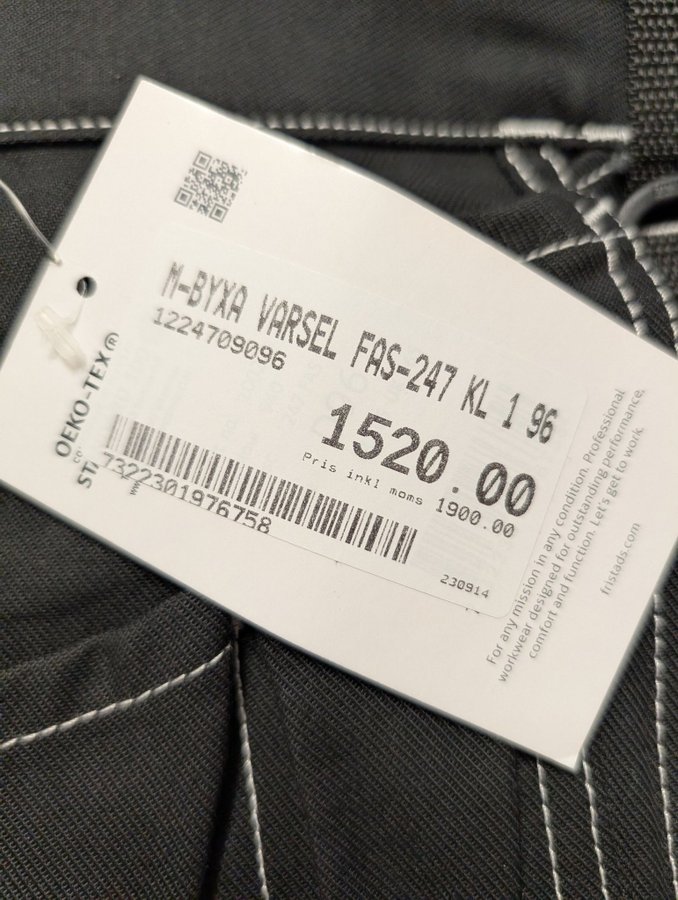 M-BYXA VARSEL FAS-247 KL 1 96
1224709096
1520.00
Pris inkl moms 1900.00
7322301976758
230914
OEKO-TEX®
ST
www
For any mission in any condition. Professional
workwear designed for outstanding performance,
comfort and function. Let's get to work.
fristads.com